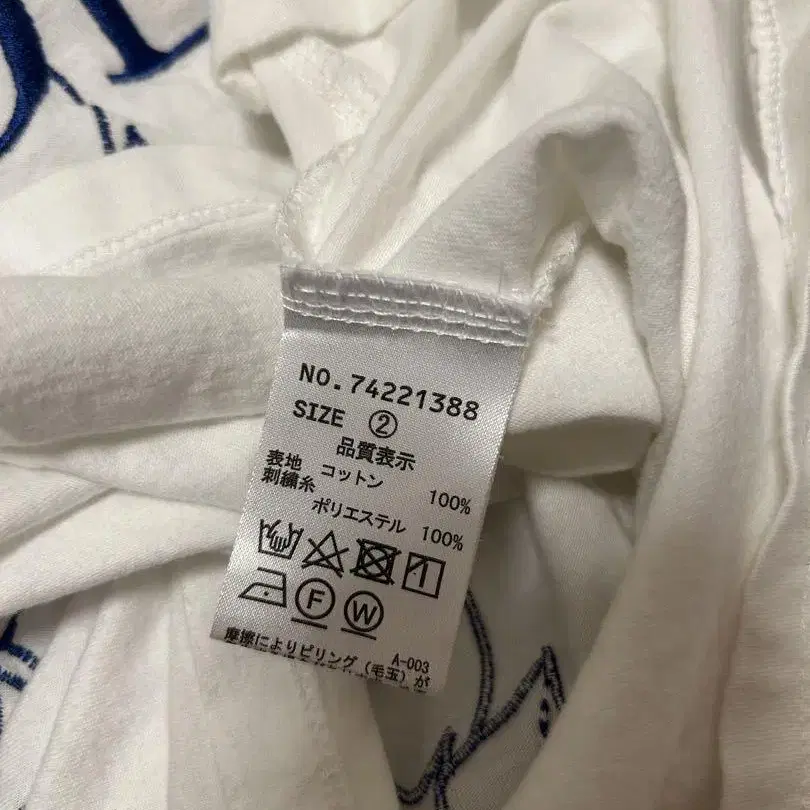 NO.74221388
SIZE ②
品質表示
表地 コットン 100%
刺繍糸 ポリエステル 100%
F W
A-003
摩擦によりピリング(毛玉)が